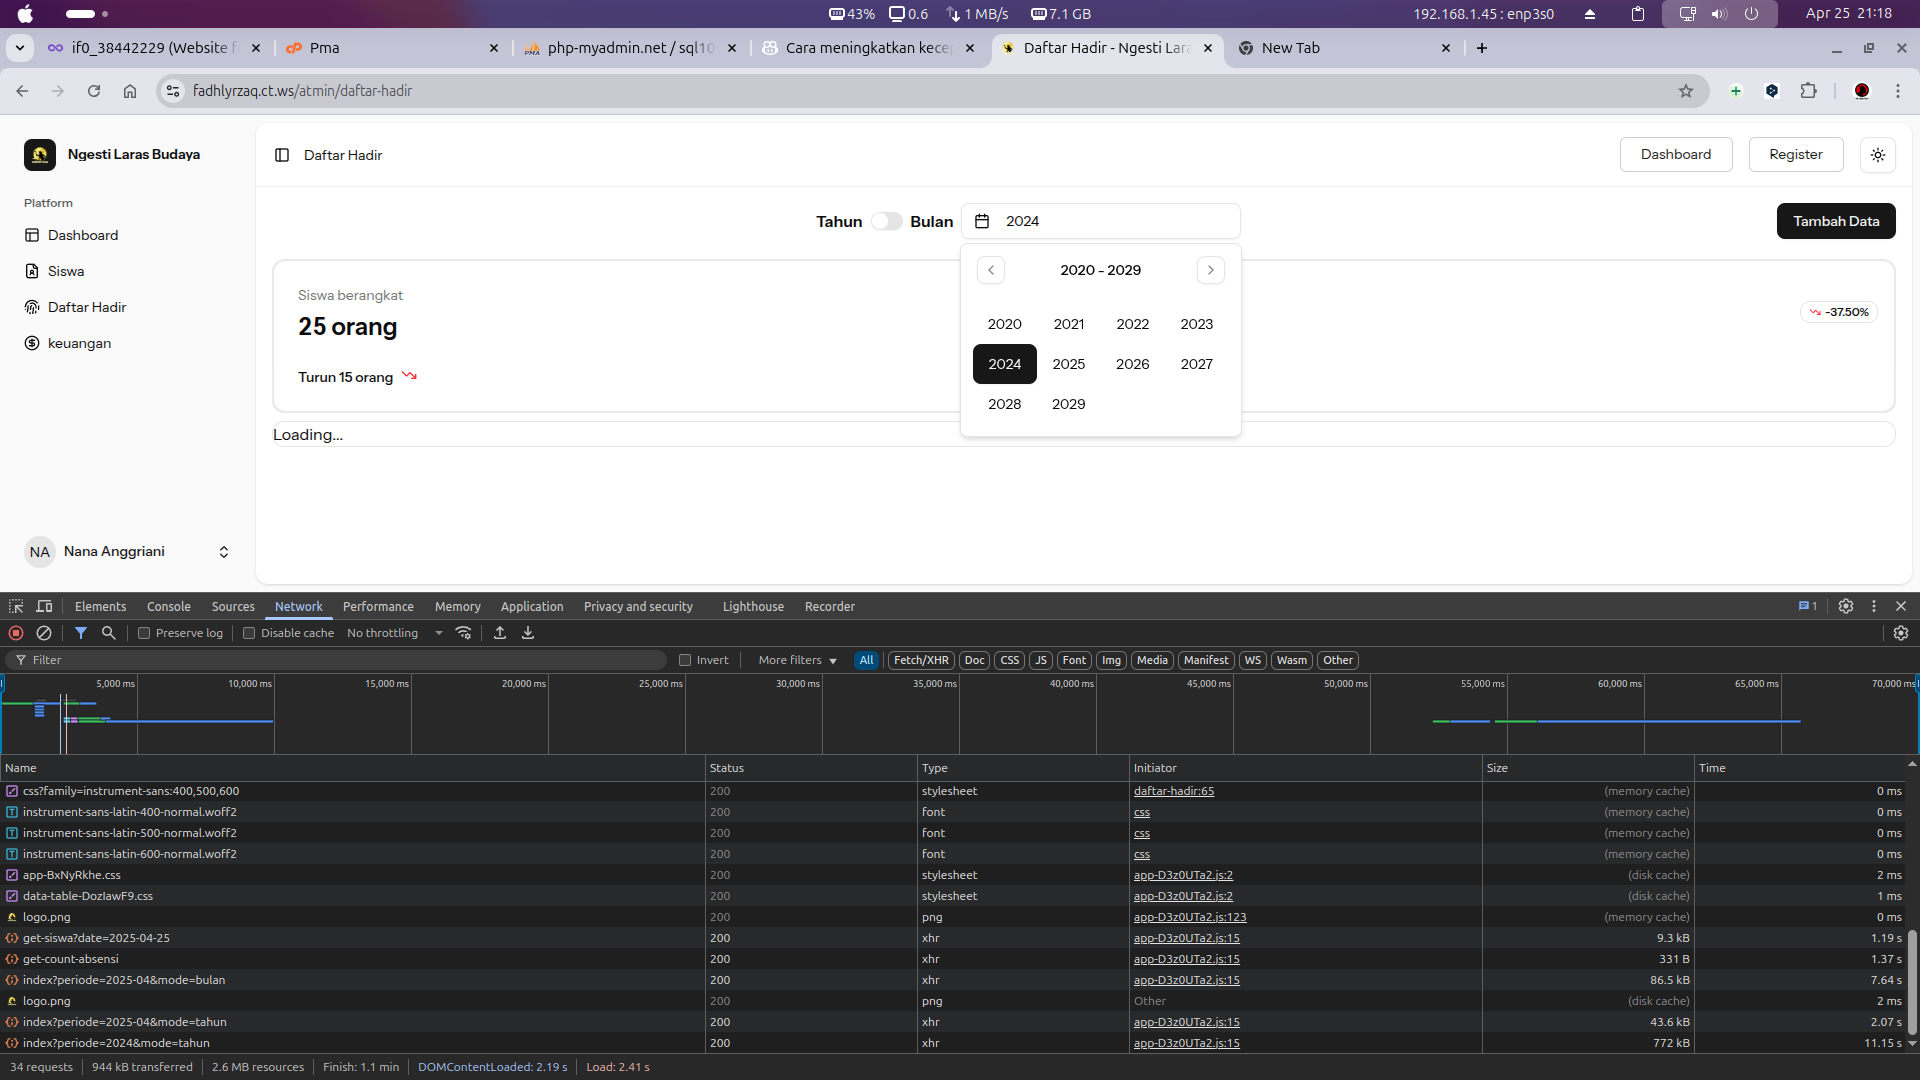 43% 0.6 1 MB/s 7.1 GB 192.168.1.45 : enp3s0 Apr 25 21:18
if0_38442229 (Website f Pma php-myadmin.net / sql10 Cara meningkatkan kece Daftar Hadir - Ngesti Lara New Tab
fadhlyrzaq.ct.ws/atmin/daftar-hadir
Ngesti Laras Budaya
Daftar Hadir
Dashboard Register
Platform
Dashboard
Siswa
Daftar Hadir
keuangan
Tahun Bulan 2024 Tambah Data
2020 - 2029
2020 2021 2022 2023
2024 2025 2026 2027
2028 2029
Siswa berangkat
25 orang
-37.50%
Turun 15 orang
Loading...
NA Nana Anggriani
Elements Console Sources Network Performance Memory Application Privacy and security Lighthouse Recorder 1
Preserve log Disable cache No throttling
Filter Invert More filters All Fetch/XHR Doc CSS JS Font Img Media Manifest WS Wasm Other
5,000 ms 10,000 ms 15,000 ms 20,000 ms 25,000 ms 30,000 ms 35,000 ms 40,000 ms 45,000 ms 50,000 ms 55,000 ms 60,000 ms 65,000 ms 70,000 ms
Name Status Type Initiator Size Time
css?family=instrument-sans:400,500,600 200 stylesheet daftar-hadir:65 (memory cache) 0 ms
instrument-sans-latin-400-normal.woff2 200 font css (memory cache) 0 ms
instrument-sans-latin-500-normal.woff2 200 font css (memory cache) 0 ms
instrument-sans-latin-600-normal.woff2 200 font css (memory cache) 0 ms
app-BxNyRkhe.css 200 stylesheet app-D3z0UTa2.js:2 (disk cache) 2 ms
data-table-DozIawF9.css 200 stylesheet app-D3z0UTa2.js:2 (disk cache) 1 ms
logo.png 200 png app-D3z0UTa2.js:123 (memory cache) 0 ms
get-siswa?date=2025-04-25 200 xhr app-D3z0UTa2.js:15 9.3 kB 1.19 s
get-count-absensi 200 xhr app-D3z0UTa2.js:15 331 B 1.37 s
index?periode=2025-04&mode=bulan 200 xhr app-D3z0UTa2.js:15 86.5 kB 7.64 s
logo.png 200 png Other (disk cache) 2 ms
index?periode=2025-04&mode=tahun 200 xhr app-D3z0UTa2.js:15 43.6 kB 2.07 s
index?periode=2024&mode=tahun 200 xhr app-D3z0UTa2.js:15 772 kB 11.15 s
34 requests 944 kB transferred 2.6 MB resources Finish: 1.1 min DOMContentLoaded: 2.19 s Load: 2.41 s